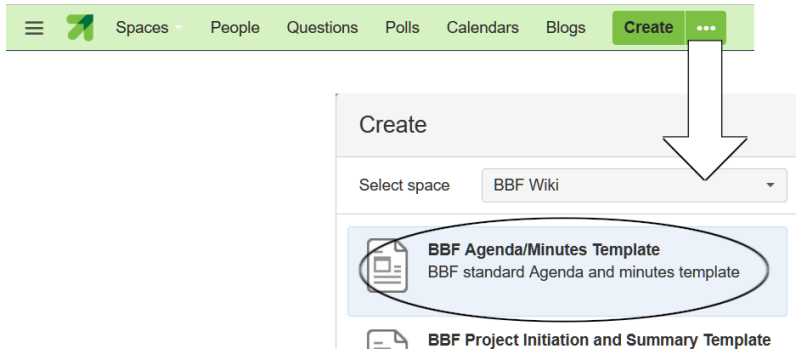 Spaces People Questions Polls Calendars Blogs Create ...
Create
Select space BBF Wiki
BBF Agenda/Minutes Template
BBF standard Agenda and minutes template
BBF Project Initiation and Summary Template